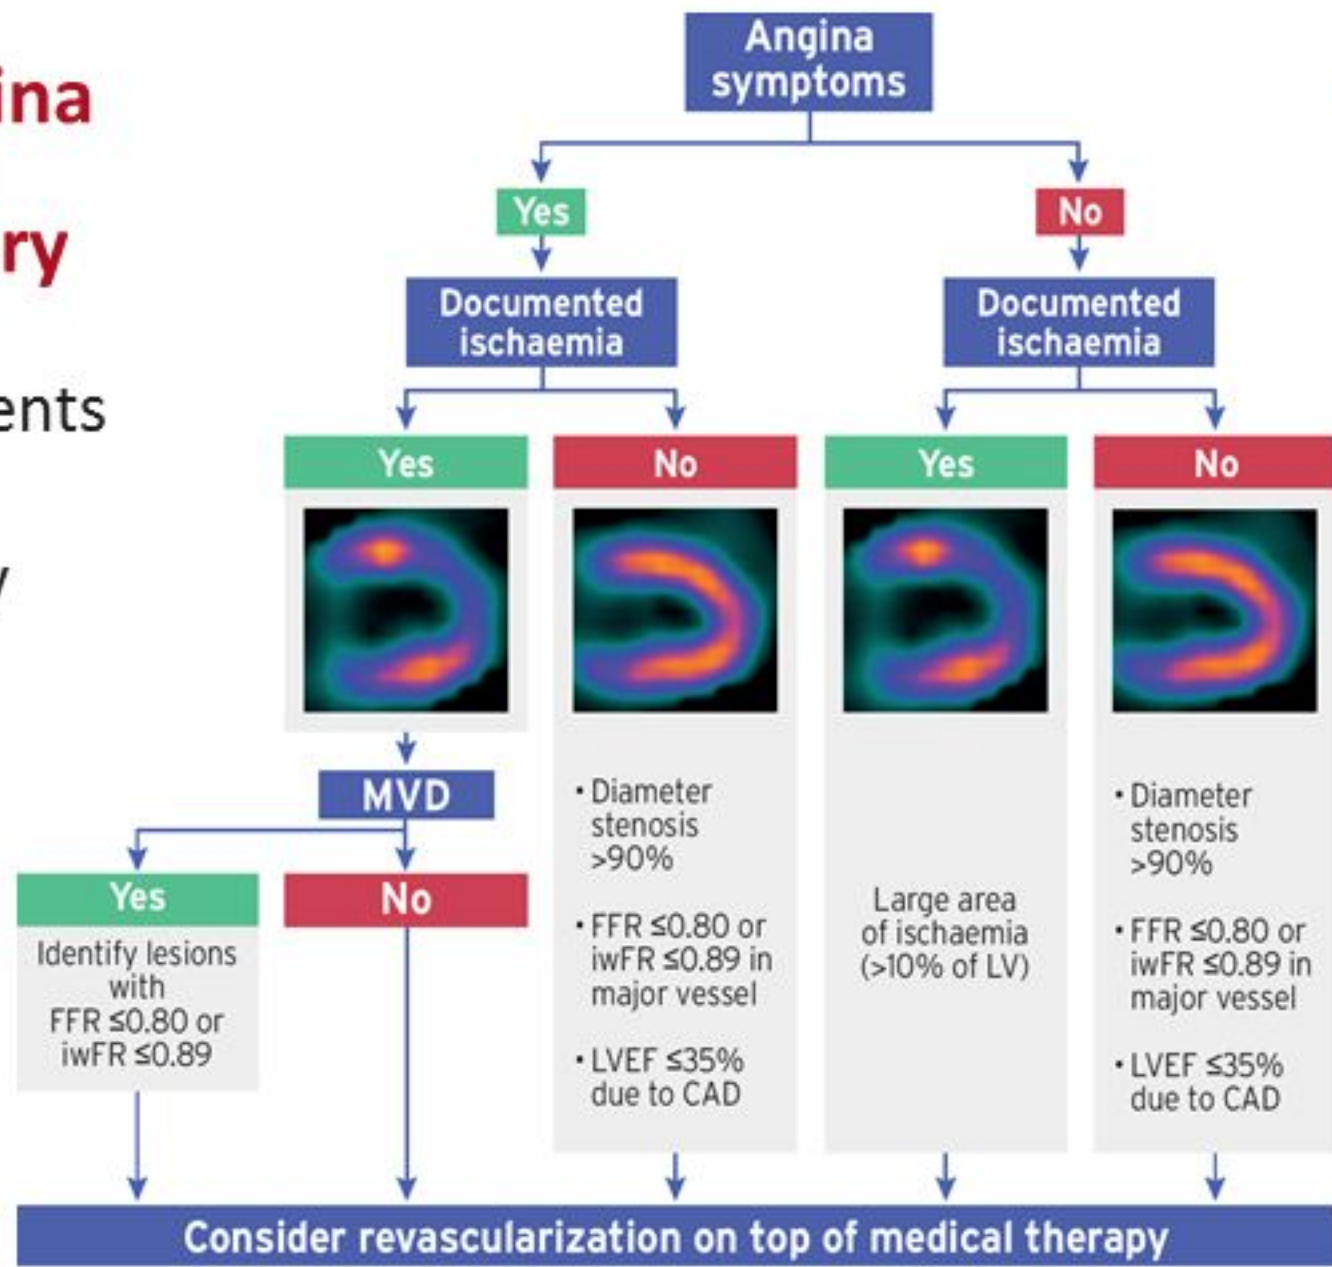 ina
ry
ents
y
Angina
symptoms
Yes
No
Documented
ischaemia
Documented
ischaemia
Yes
No
Yes
No
MVD
Yes
No
Identify lesions
with
FFR ≤0.80 or
iwFR ≤0.89
• Diameter
stenosis
>90%
• FFR ≤0.80 or
iwFR ≤0.89 in
major vessel
• LVEF ≤35%
due to CAD
Large area
of ischaemia
(>10% of LV)
• Diameter
stenosis
>90%
• FFR ≤0.80 or
iwFR ≤0.89 in
major vessel
• LVEF ≤35%
due to CAD
Consider revascularization on top of medical therapy